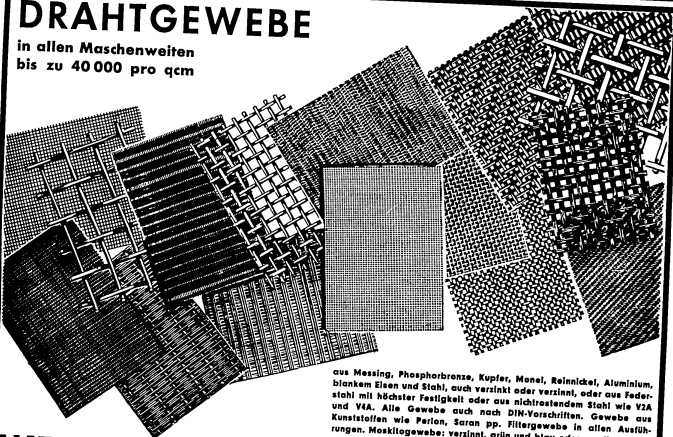 DRAHTGEWEBE
in allen Maschenweiten
bis zu 40000 pro qcm
aus Messing, Phosphorbronze, Kupfer, Monel, Reinnickel, Aluminium,
blankem Eisen und Stahl, auch verzinkt oder verzinnt, oder aus Feder-
stahl mit höchster Festigkeit oder aus nichtrostendem Stahl wie V2A
und V4A. Alle Gewebe auch nach DIN-Vorschriften. Gewebe aus
Kunststoffen wie Perlon, Saran pp. Filtergewebe in allen Ausfüh-
rungen. Moskitogewebe: verzinnt, grün und blau oder